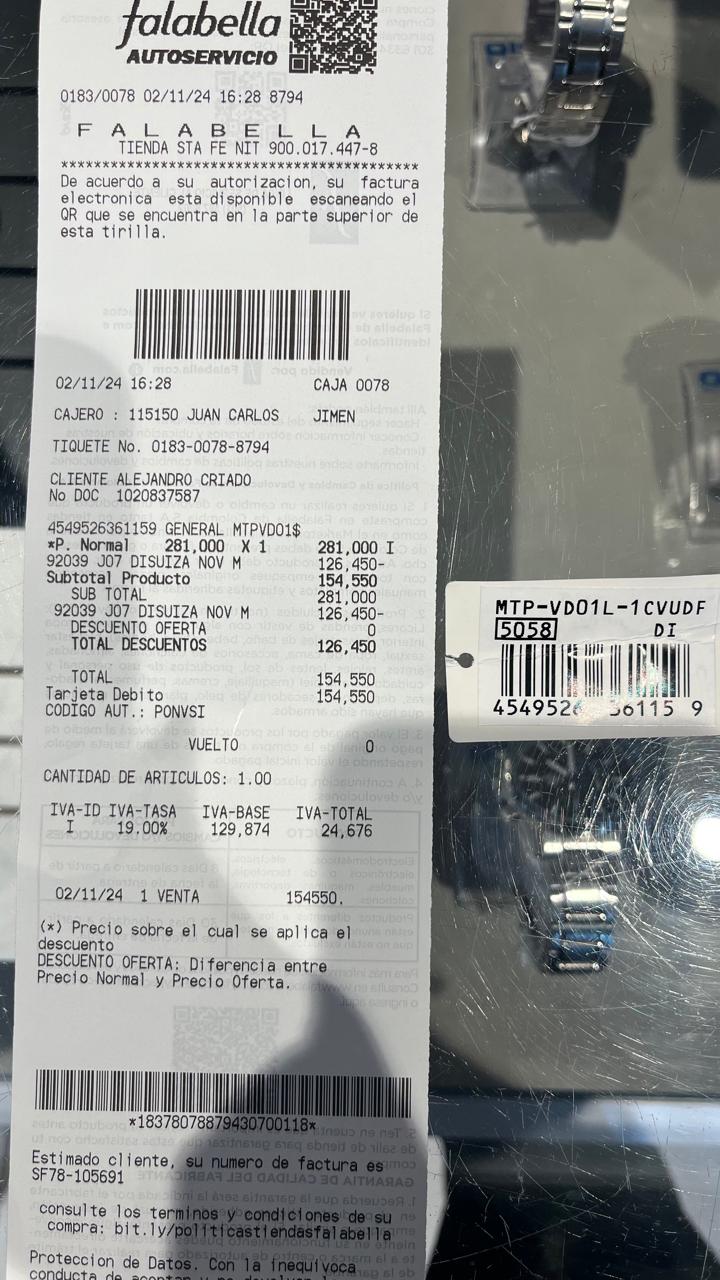 falabella
AUTOSERVICIO
0183/0078 02/11/24 16:28 8794
F A L A B E L L A
TIENDA STA FE NIT 900.017.447-8
*******************************************
De acuerdo a su autorizacion, su factura
electronica esta disponible escaneando el
QR que se encuentra en la parte superior de
esta tirilla.
02/11/24 16:28 CAJA 0078
CAJERO : 115150 JUAN CARLOS JIMEN
TIQUETE No. 0183-0078-8794
CLIENTE ALEJANDRO CRIADO
No DOC 1020837587
4549526361159 GENERAL MTPVD01$
*P. Normal 281,000 X 1 281,000 I
92039 J07 DISUIZA NOV M 126,450-
Subtotal Producto 154,550
SUB TOTAL 281,000
92039 J07 DISUIZA NOV M 126,450-
DESCUENTO OFERTA 0
TOTAL DESCUENTOS 126,450
TOTAL 154,550
Tarjeta Debito 154,550
CODIGO AUT.: PONVSI
VUELTO 0
CANTIDAD DE ARTICULOS: 1.00
IVA-ID IVA-TASA IVA-BASE IVA-TOTAL
I 19.00% 129,874 24,676
02/11/24 1 VENTA 154550.
(*) Precio sobre el cual se aplica el
descuento
DESCUENTO OFERTA: Diferencia entre
Precio Normal y Precio Oferta.
*18378078879430700118*
Estimado cliente, su numero de factura es
SF78-105691
consulte los terminos y condiciones de su
compra: bit.ly/politicastiendasfalabella
Proteccion de Datos. Con la inequivoca
conducta de aceptar y no devolver la
MTP-VD01L-1CVUDF
5058 DI
454952 36115 9